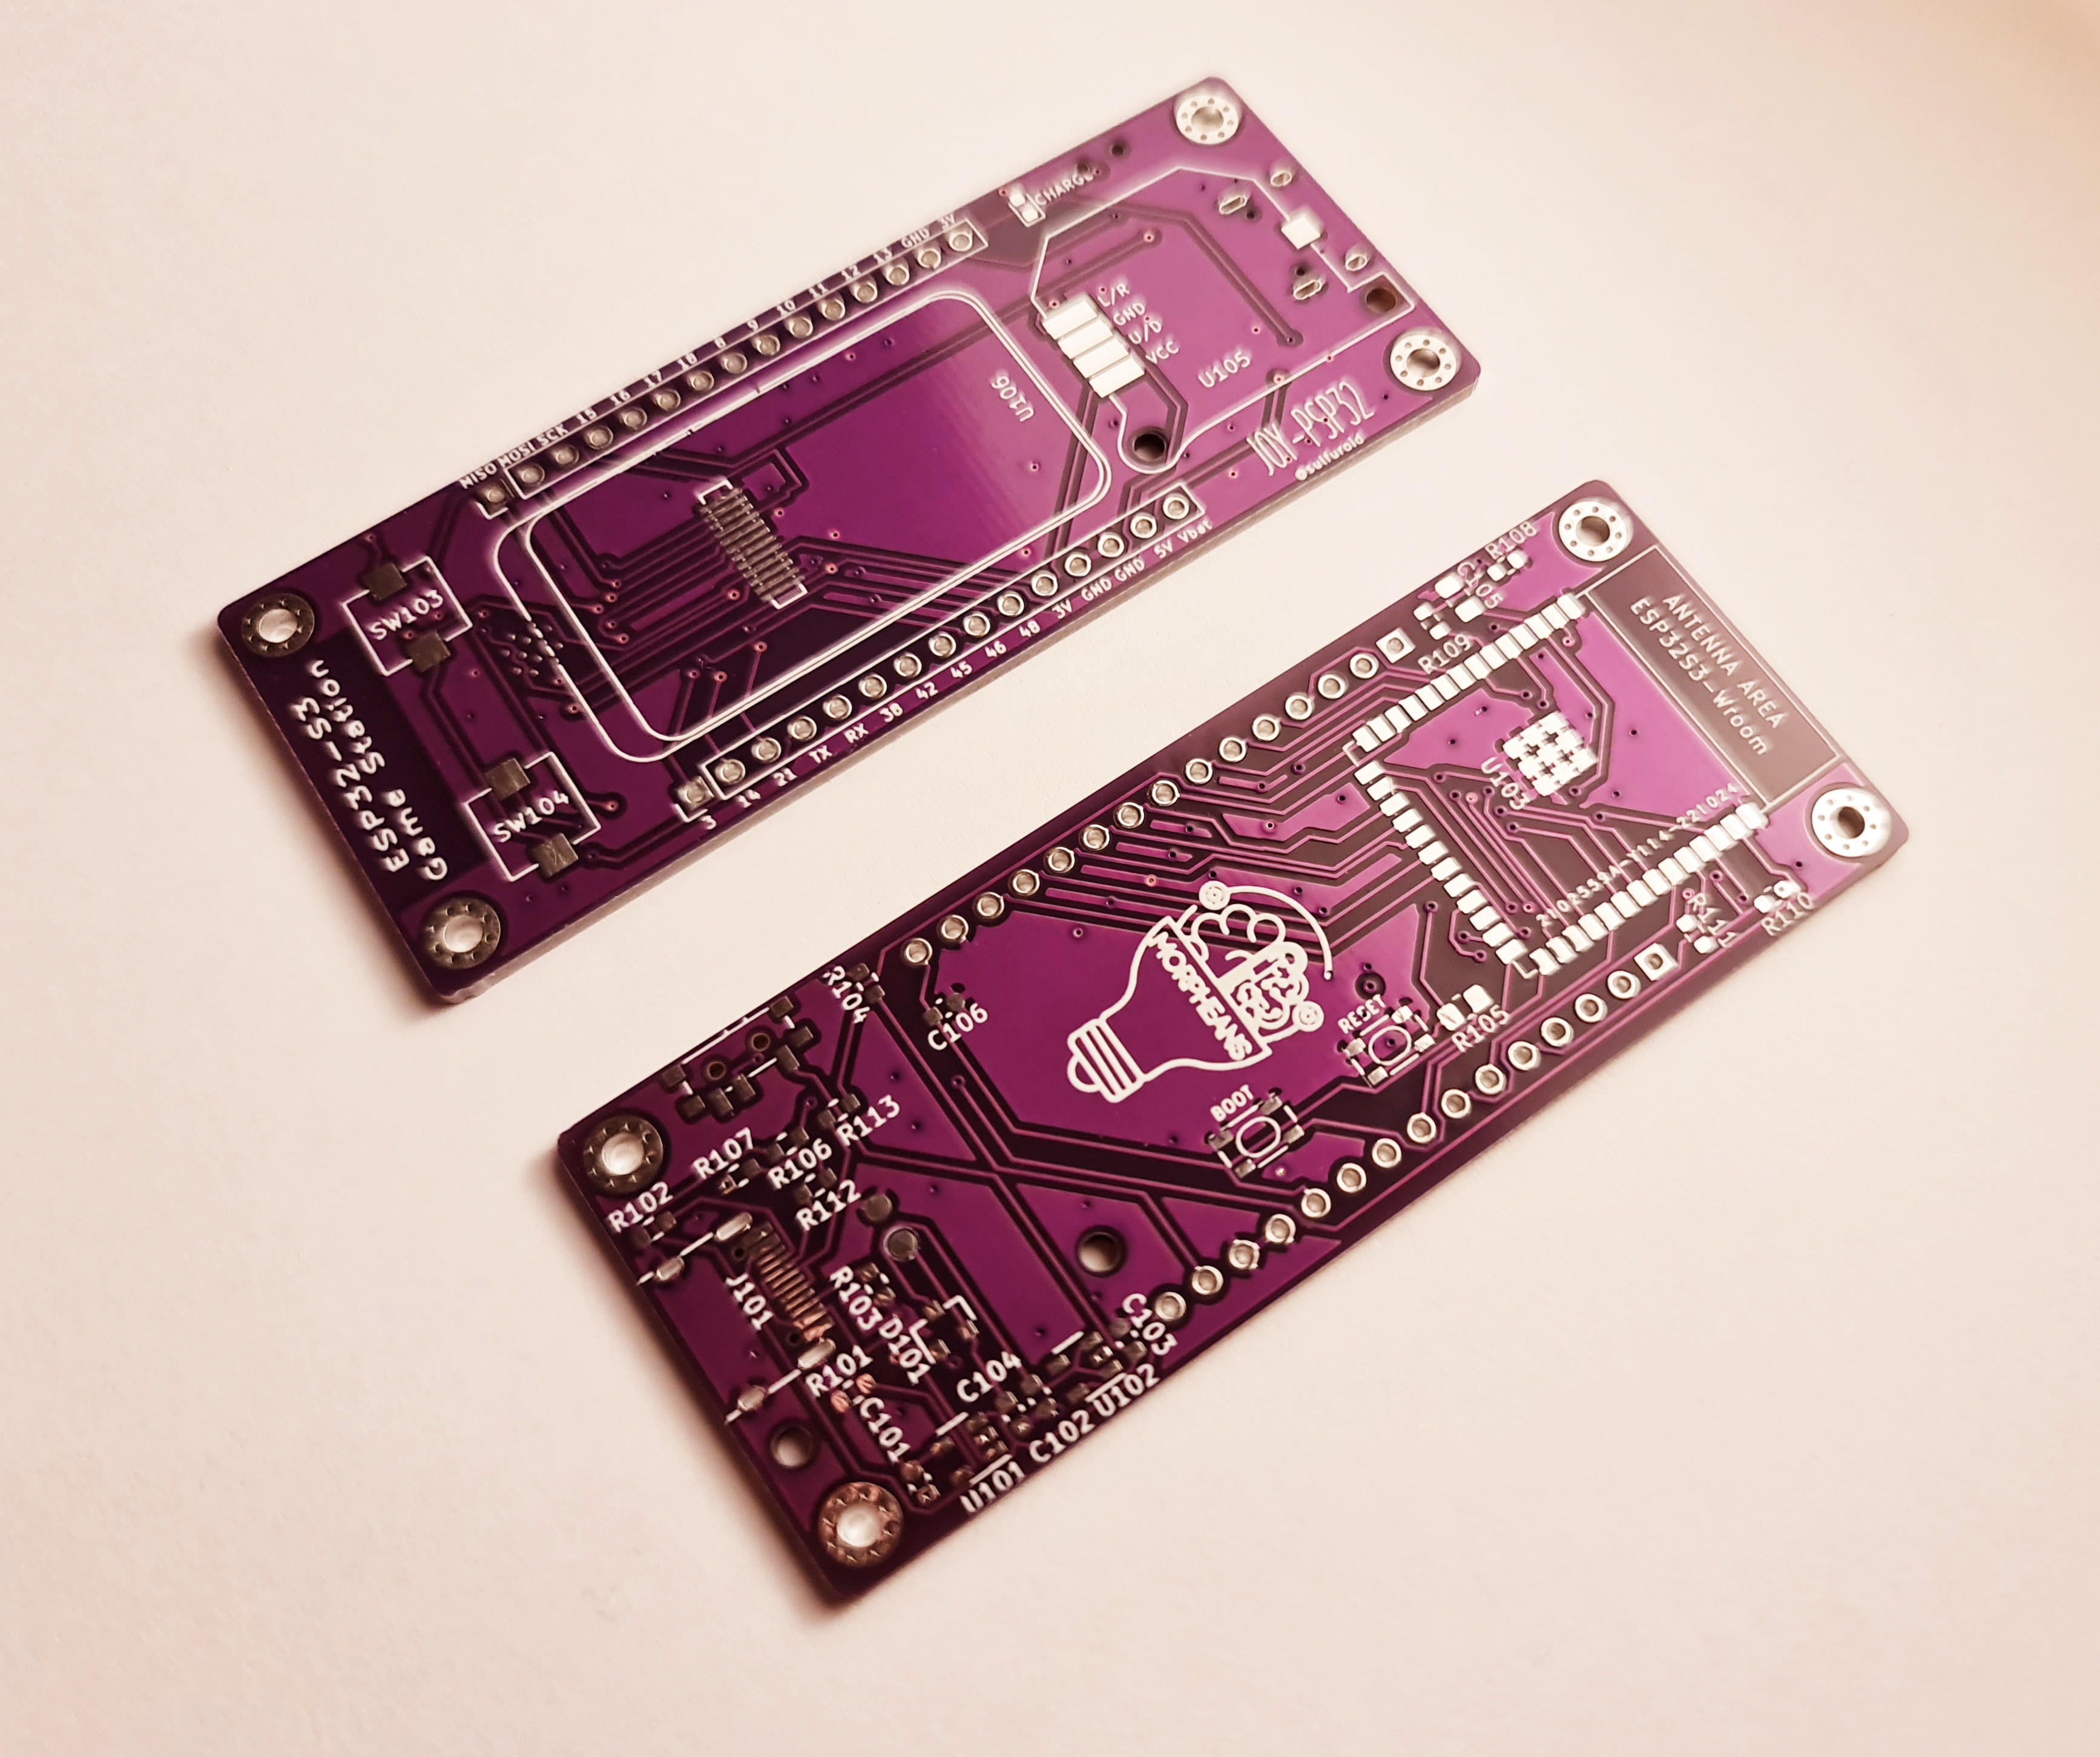 CHARGE
MISO MOSI SCK 15 16 17 18 8 9 10 11 12 13 GND 3V
L/R
GND
U/D
VCC
U105
U106
JOY-PSP32
@sulfuroid
SW103
SW104
ESP32-S3
Game Station
3 14 21 TX RX 38 42 45 46 48 3V GND GND 5V Vbat
R108
R109
ANTENNA AREA
ESP32S3-Wroom
U103
R110
R111
R105
RESET
BOOT
MORPHEANS
C106
R104
R113
R107
R106
R112
R102
J101
R103
D101
R101
C101
C104
C103
U102
C102
U101